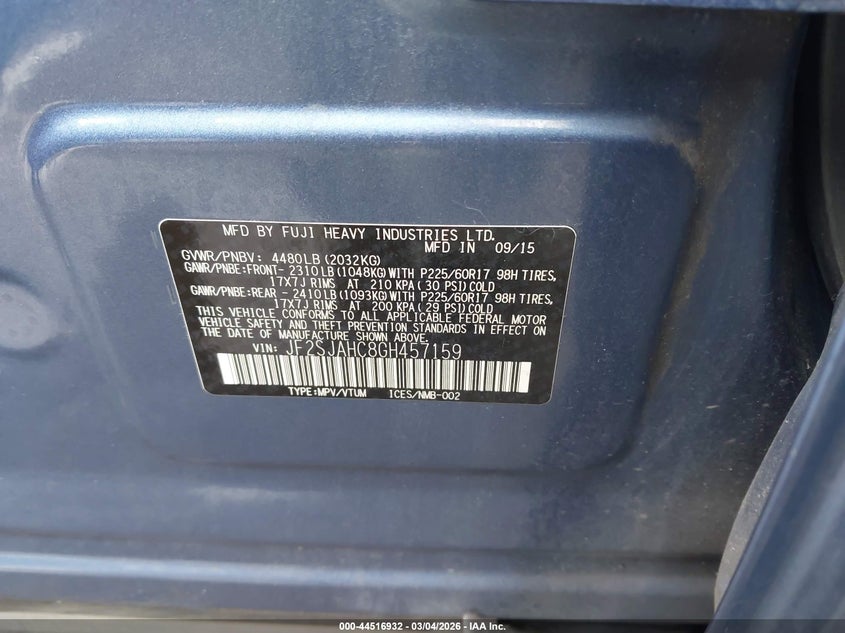 MFD BY FUJI HEAVY INDUSTRIES LTD.
MFD IN 09/15
GVWR/PNBV: 4480LB (2032KG)
GAWR/PNBE:FRONT-2310LB(1048KG)WITH P225/60R17 98H TIRES,
17X7J RIMS AT 210 KPA(30 PSI)COLD
GAWR/PNBE:REAR - 2410LB(1093KG)WITH P225/60R17 98H TIRES,
17X7J RIMS AT 200 KPA(29 PSI)COLD
THIS VEHICLE CONFORMS TO ALL APPLICABLE FEDERAL MOTOR
VEHICLE SAFETY AND THEFT PREVENTION STANDARDS IN EFFECT ON
THE DATE OF MANUFACTURE SHOWN ABOVE.
VIN: JF2SJAHC8GH457159
TYPE:MPV/VTUM ICES/NMB-002
000-44516932 - 03/04/2026 - IAA Inc.